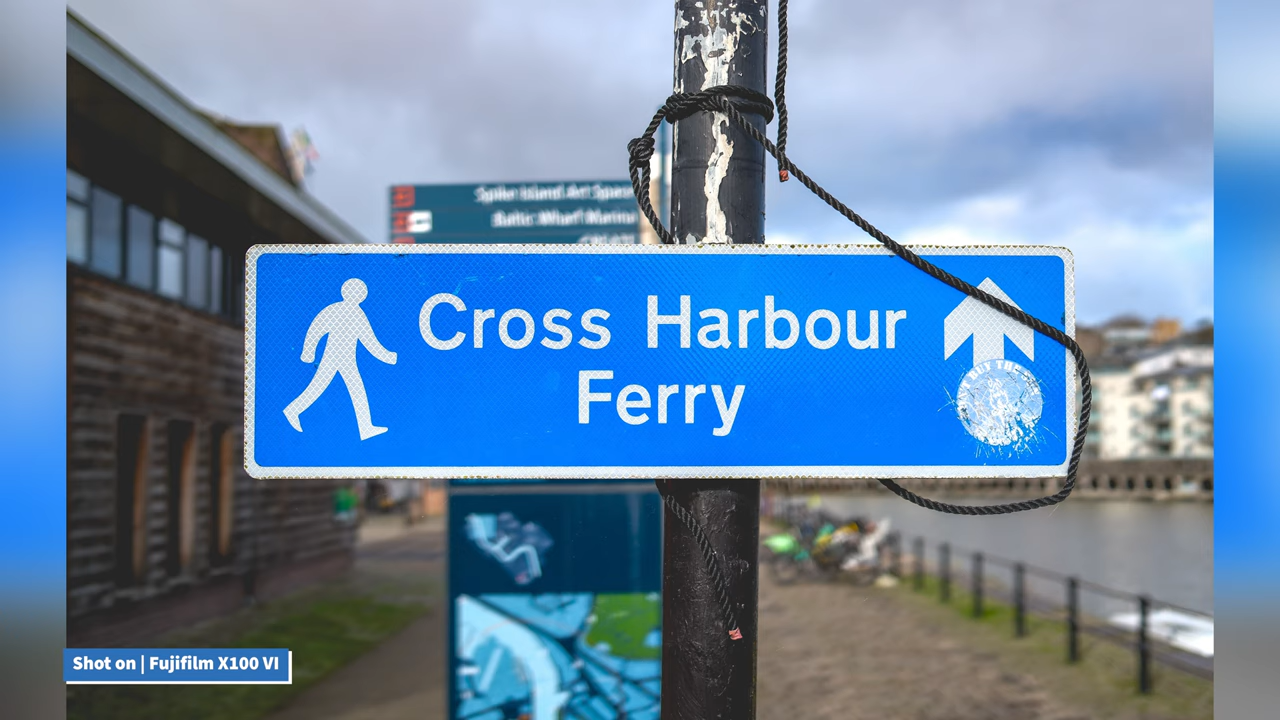 Spike Island Art Space
Baltic Wharf Marina
Cross Harbour
Ferry
Shot on | Fujifilm X100 VI